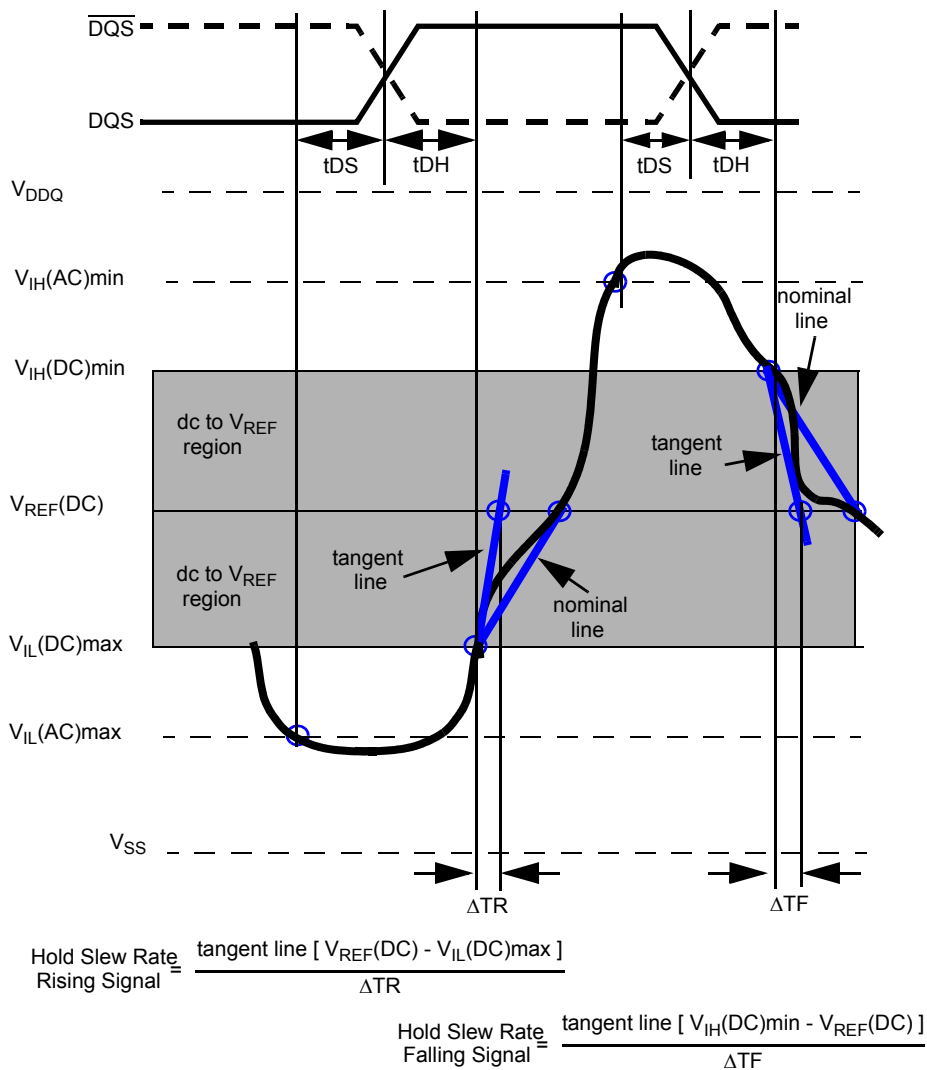 DQS
DQS
tDS tDH tDS tDH
VDDQ
VIH(AC)min
nominal
line
VIH(DC)min
dc to VREF
region
tangent
line
VREF(DC)
tangent
line
dc to VREF
region
nominal
line
VIL(DC)max
VIL(AC)max
VSS
ΔTR ΔTF
Hold Slew Rate
Rising Signal = tangent line [ VREF(DC) - VIL(DC)max ]
ΔTR
Hold Slew Rate
Falling Signal = tangent line [ VIH(DC)min - VREF(DC) ]
ΔTF